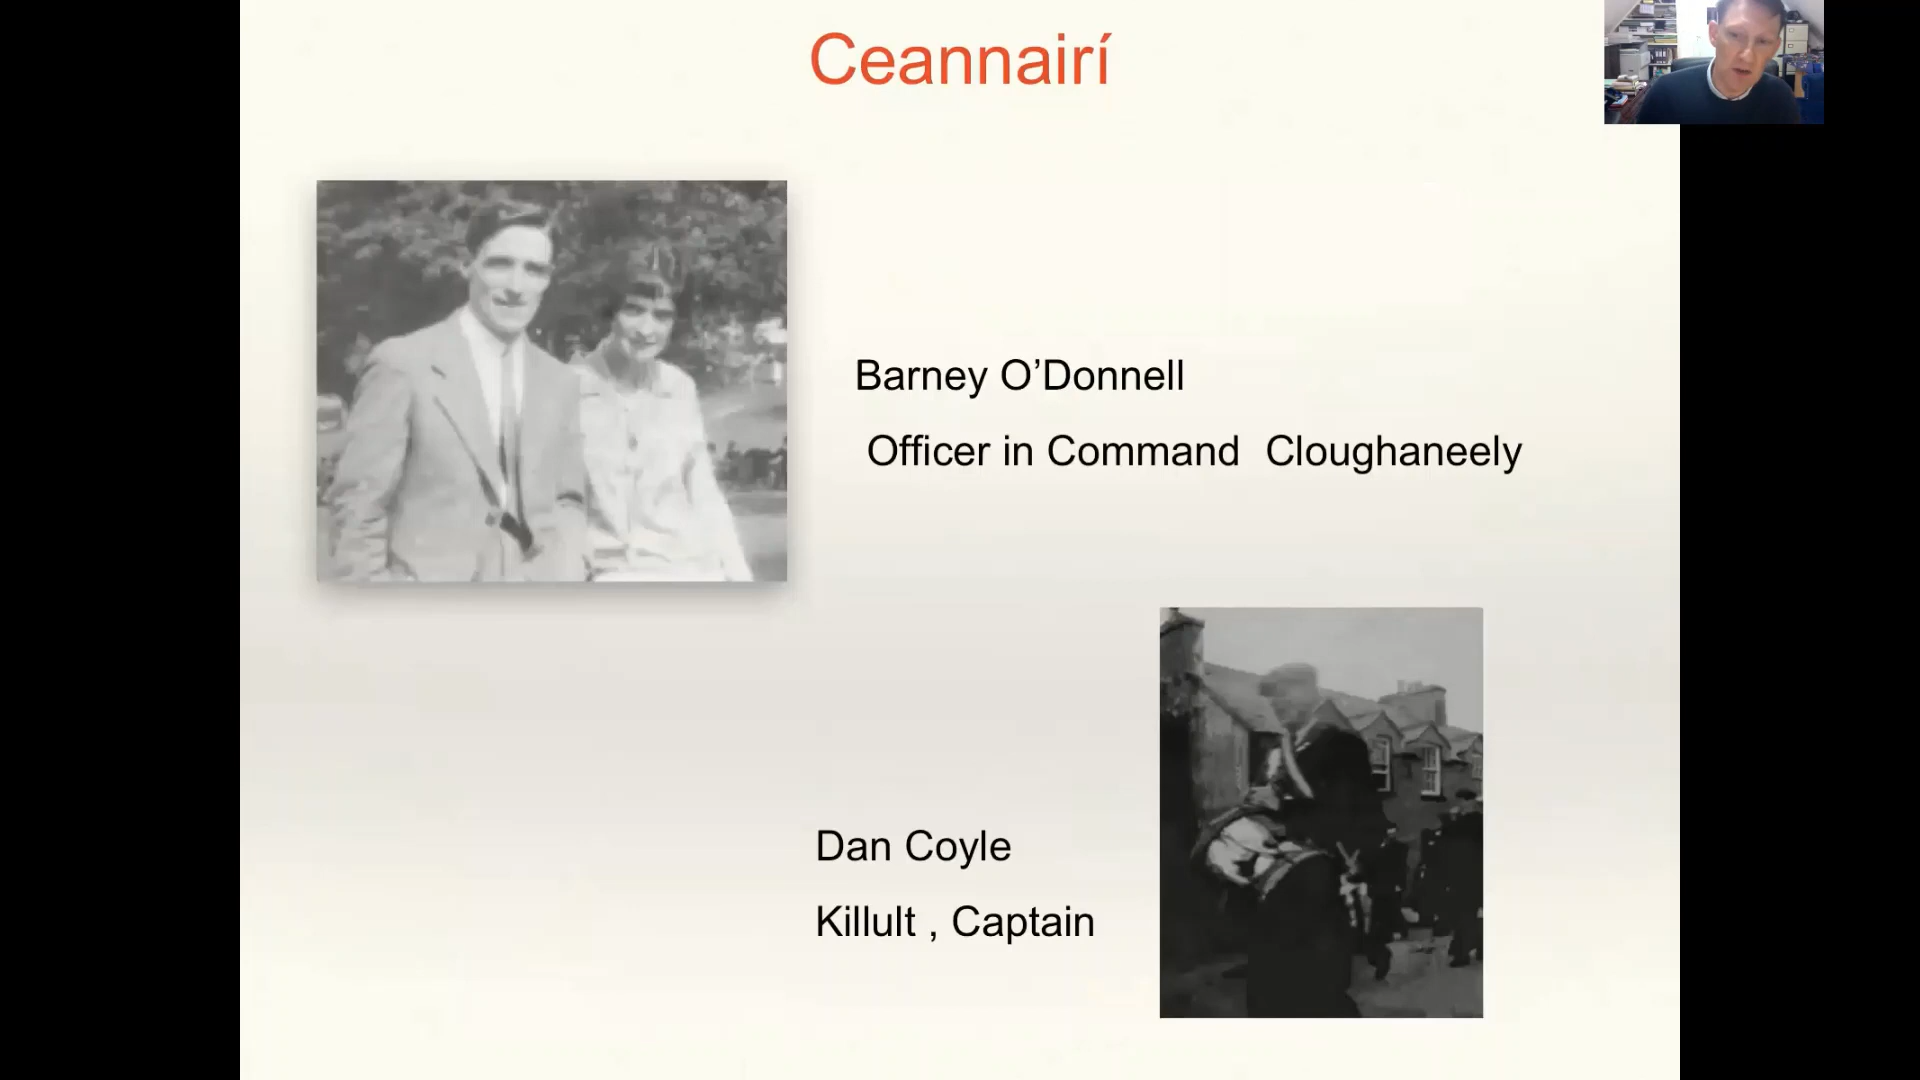 Ceannairí
Barney O’Donnell
Officer in Command Cloughaneely
Dan Coyle
Killult , Captain